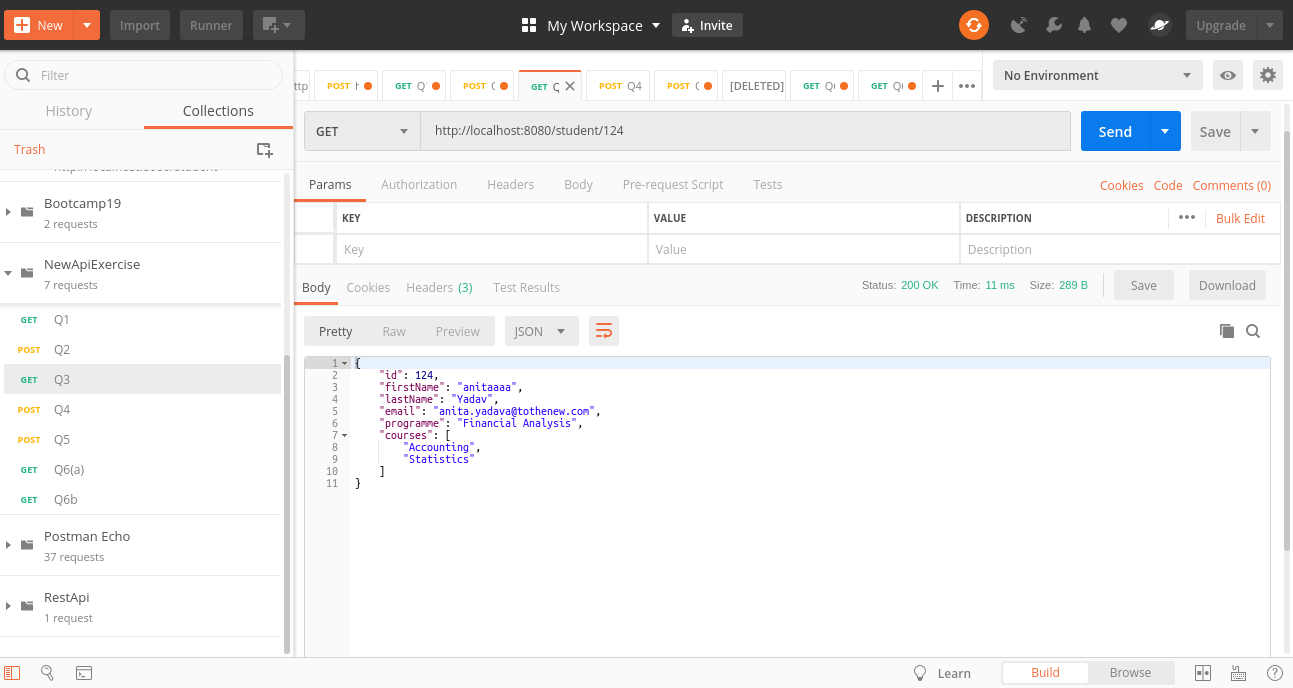 New
Import
Runner
My Workspace
Invite
Upgrade
Filter
History
Collections
Trash
Bootcamp19
2 requests
NewApiExercise
7 requests
GET Q1
POST Q2
GET Q3
POST Q4
POST Q5
GET Q6(a)
GET Q6b
Postman Echo
37 requests
RestApi
1 request
ttp POST GET Q POST GET POST Q4 POST [DELETED] GET GET
No Environment
GET http://localhost:8080/student/124 Send Save
Params Authorization Headers Body Pre-request Script Tests Cookies Code Comments (0)
KEY VALUE DESCRIPTION Bulk Edit
Key Value Description
Body Cookies Headers (3) Test Results Status: 200 OK Time: 11 ms Size: 289 B Save Download
Pretty Raw Preview JSON
1 {
2 "id": 124,
3 "firstName": "anitaaaa",
4 "lastName": "Yadav",
5 "email": "anita.yadava@tothenew.com",
6 "programme": "Financial Analysis",
7 "courses": [
8 "Accounting",
9 "Statistics"
10 ]
11 }
Learn Build Browse